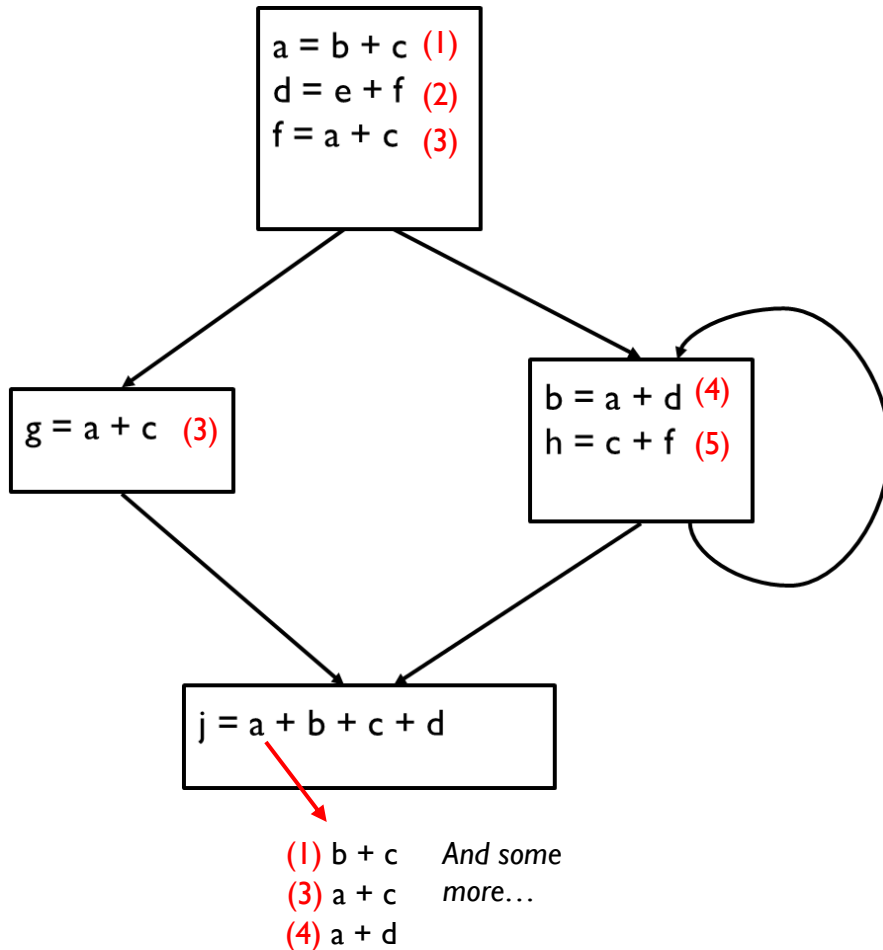 a = b + c (1)
d = e + f (2)
f = a + c (3)
g = a + c (3)
b = a + d (4)
h = c + f (5)
j = a + b + c + d
(1) b + c And some
(3) a + c more…
(4) a + d